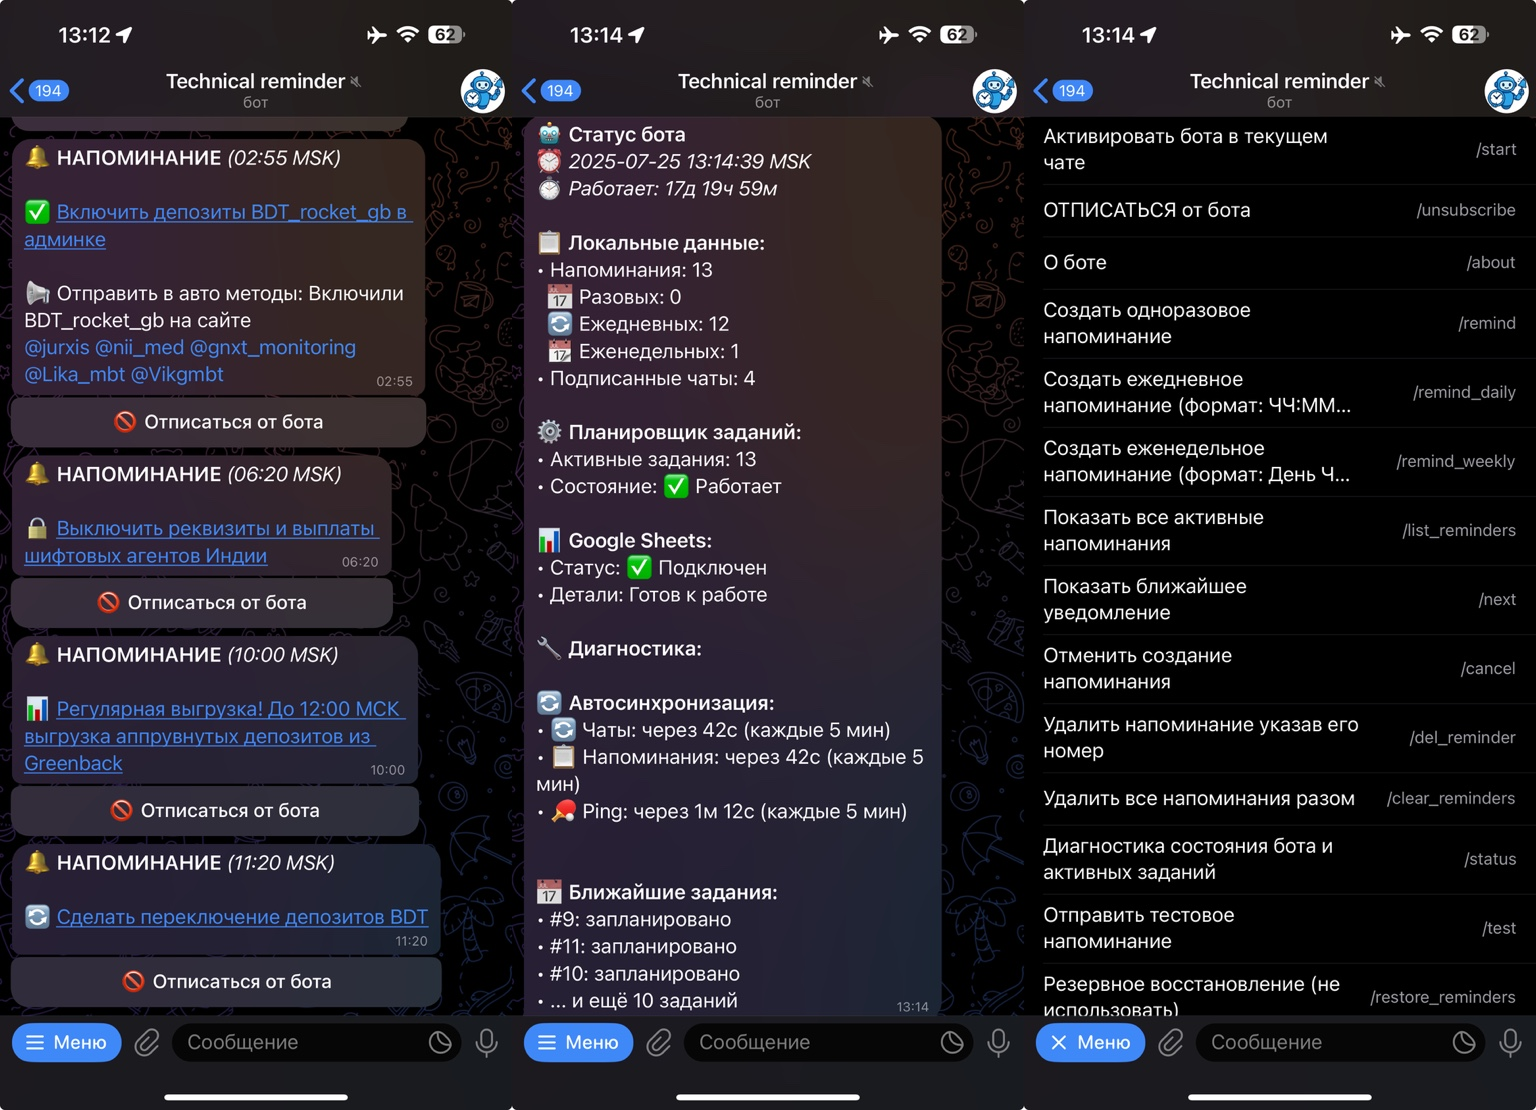 13:12
62
194
Technical reminder
бот
НАПОМИНАНИЕ (02:55 MSK)
Включить депозиты BDT_rocket_gb в
админке
Отправить в авто методы: Включили
BDT_rocket_gb на сайте
@jurxis @nii_med @gnxt_monitoring
@Lika_mbt @Vikgmbt
02:55
Отписаться от бота
НАПОМИНАНИЕ (06:20 MSK)
Выключить реквизиты и выплаты
шифтовых агентов Индии
06:20
Отписаться от бота
НАПОМИНАНИЕ (10:00 MSK)
Регулярная выгрузка! До 12:00 МСК
выгрузка аппрувнутых депозитов из
Greenback
10:00
Отписаться от бота
НАПОМИНАНИЕ (11:20 MSK)
Сделать переключение депозитов BDT
11:20
Отписаться от бота
Меню
Сообщение
13:14
62
194
Technical reminder
бот
Статус бота
2025-07-25 13:14:39 MSK
Работает: 17д 19ч 59м
Локальные данные:
• Напоминания: 13
17 Разовых: 0
Ежедневных: 12
17 Еженедельных: 1
• Подписанные чаты: 4
Планировщик заданий:
• Активные задания: 13
• Состояние: ✅ Работает
Google Sheets:
• Статус: ✅ Подключен
• Детали: Готов к работе
Диагностика:
Автосинхронизация:
• Чаты: через 42с (каждые 5 мин)
• Напоминания: через 42с (каждые 5
мин)
• Ping: через 1м 12с (каждые 5 мин)
17 Ближайшие задания:
• #9: запланировано
• #11: запланировано
• #10: запланировано
• ... и ещё 10 заданий
13:14
Меню
Сообщение
13:14
62
194
Technical reminder
бот
Активировать бота в текущем
чате
/start
ОТПИСАТЬСЯ от бота
/unsubscribe
О боте
/about
Создать одноразовое
напоминание
/remind
Создать ежедневное
напоминание (формат: ЧЧ:ММ...
/remind_daily
Создать еженедельное
напоминание (формат: День Ч...
/remind_weekly
Показать все активные
напоминания
/list_reminders
Показать ближайшее
уведомление
/next
Отменить создание
напоминания
/cancel
Удалить напоминание указав его
номер
/del_reminder
Удалить все напоминания разом
/clear_reminders
Диагностика состояния бота и
активных заданий
/status
Отправить тестовое
напоминание
/test
Резервное восстановление (не
использовать)
/restore_reminders
Меню
Сообщение